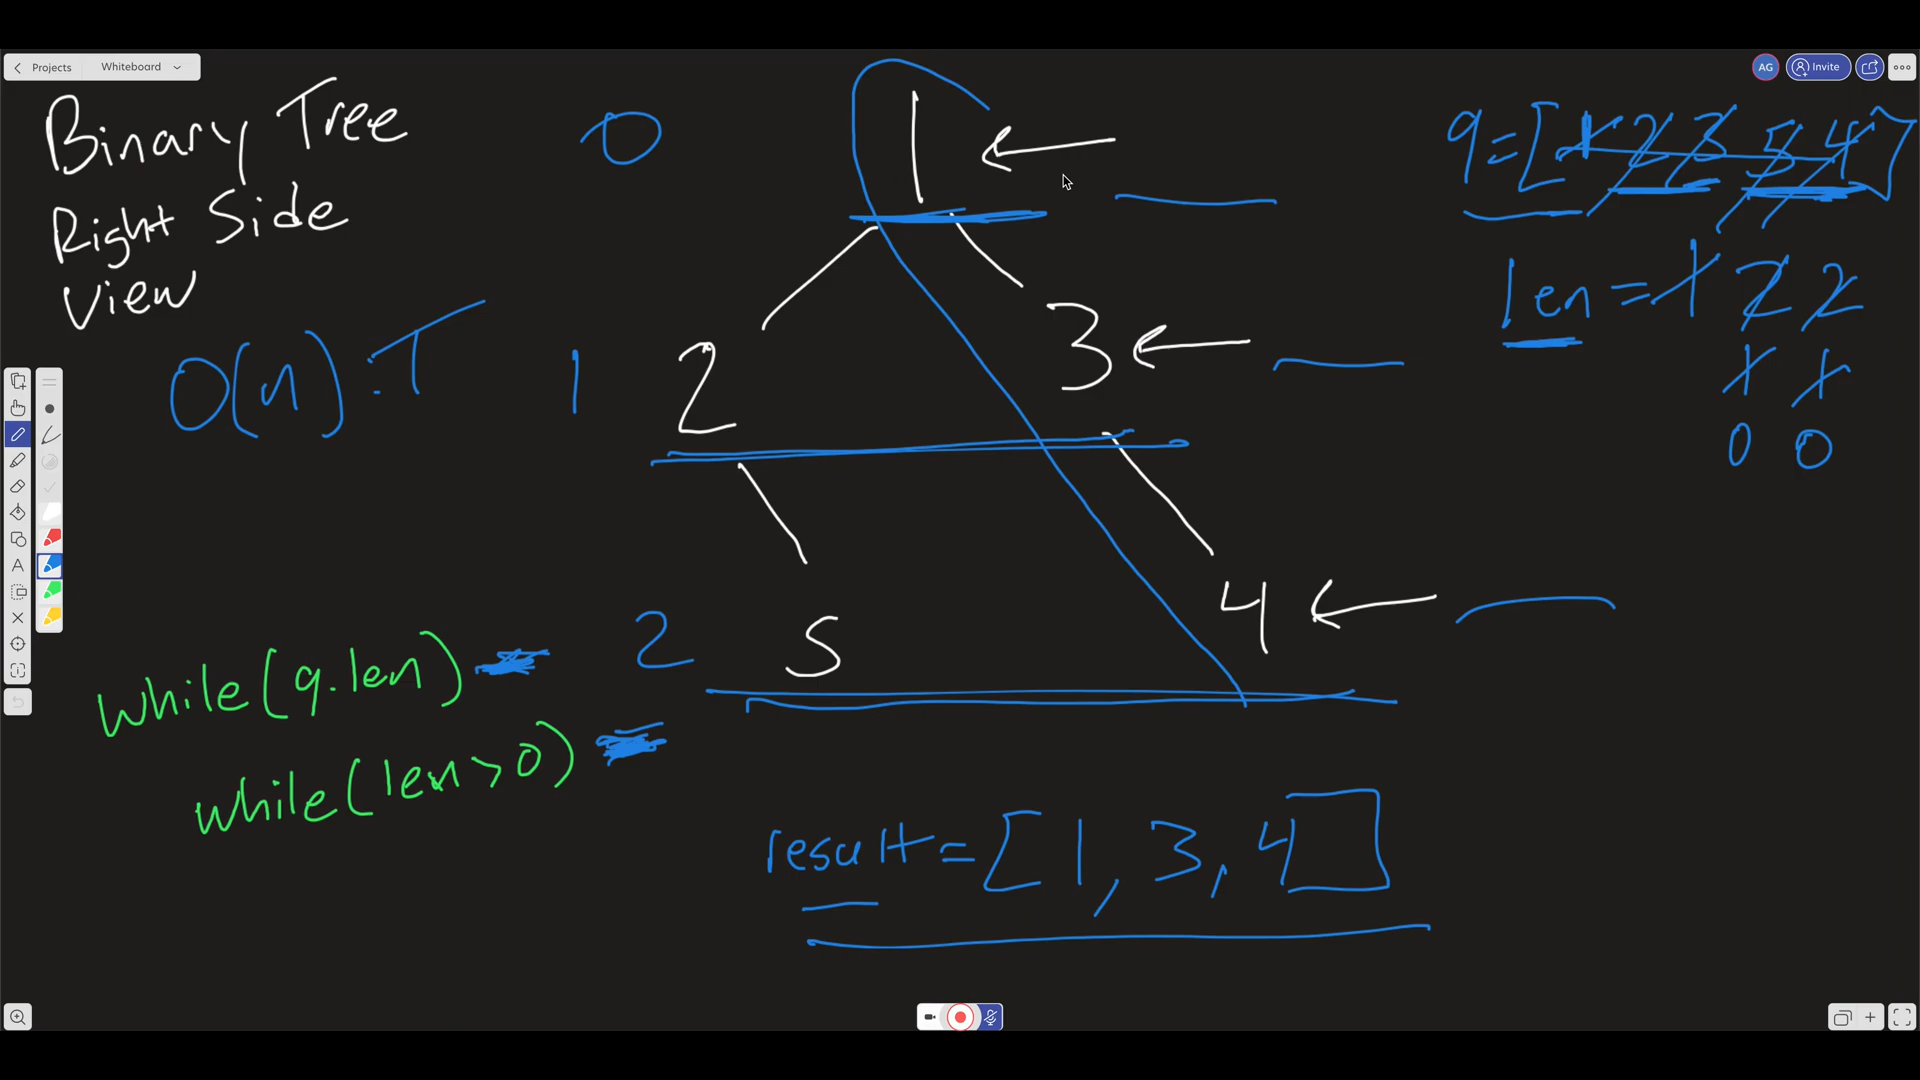 Projects
Whiteboard
AG
Invite
Binary Tree
Right Side
View
O(n):T
0
1
q=[1 2 3 5 4]
len=1 2 2
1 1
0 0
1
2
3
2
5
4
while(q.len)
while(len>0)
result=[1,3,4]
A